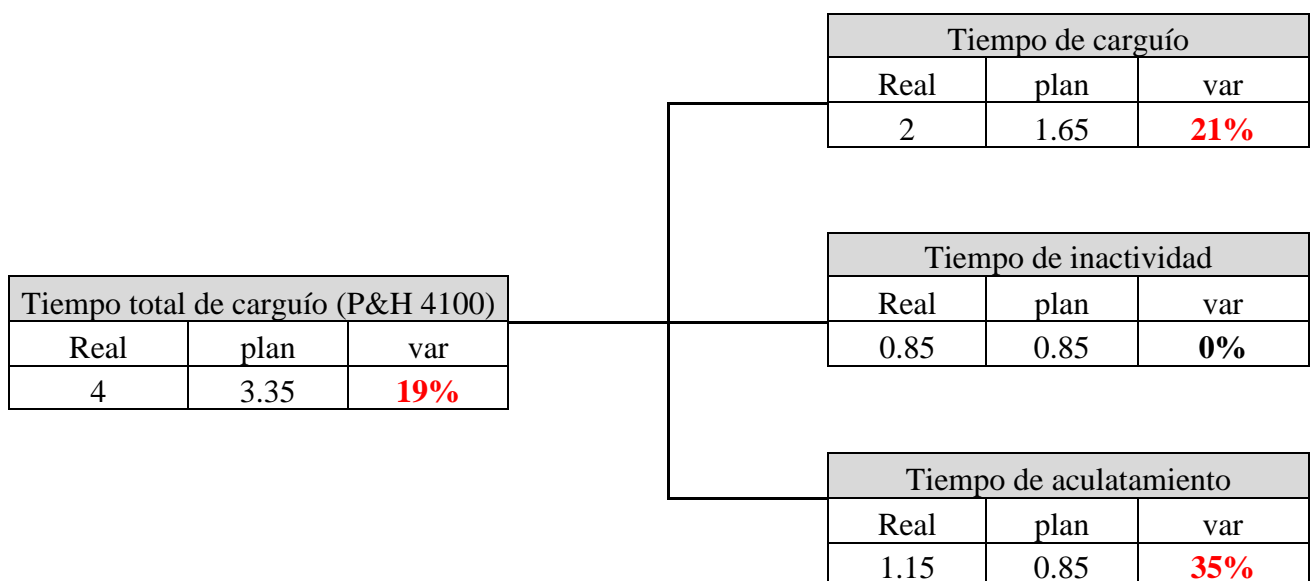 Tiempo de carguío
Real plan var
2 1.65 21%
Tiempo de inactividad
Real plan var
0.85 0.85 0%
Tiempo total de carguío (P&H 4100)
Real plan var
4 3.35 19%
Tiempo de aculatamiento
Real plan var
1.15 0.85 35%